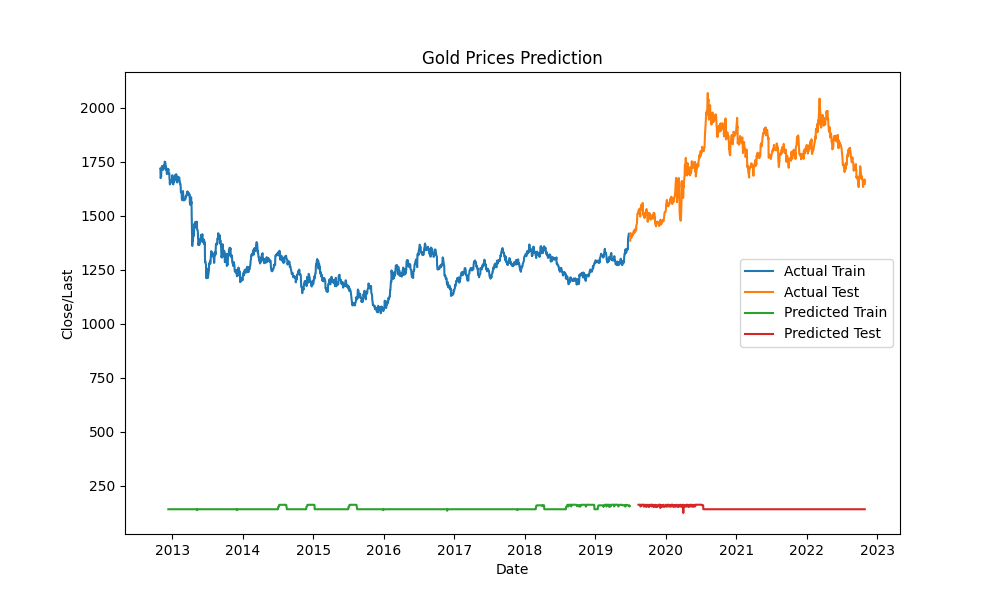 Gold Prices Prediction
Close/Last
2000
1750
1500
1250
1000
750
500
250
Actual Train
Actual Test
Predicted Train
Predicted Test
2013 2014 2015 2016 2017 2018 2019 2020 2021 2022 2023
Date